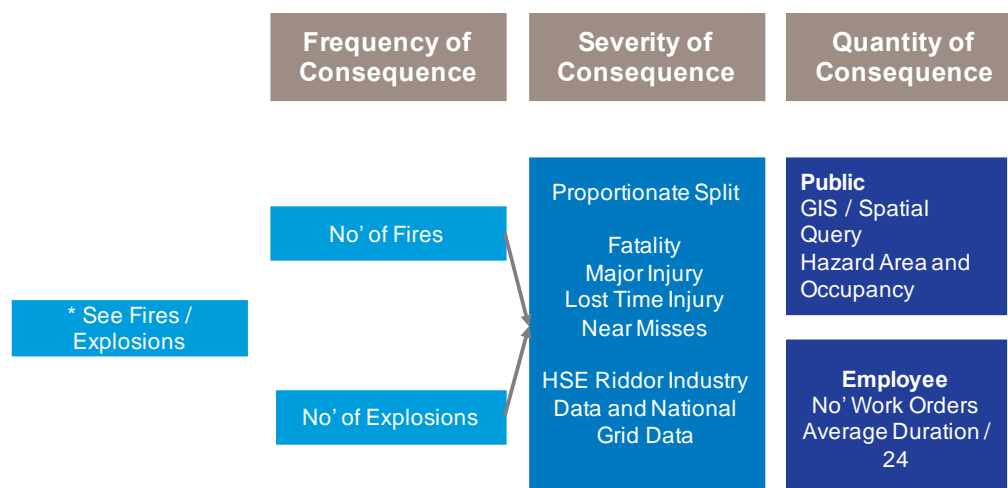 Frequency of
Consequence
Severity of
Consequence
Quantity of
Consequence
* See Fires /
Explosions
No' of Fires
No' of Explosions
Proportionate Split
Fatality
Major Injury
Lost Time Injury
Near Misses
HSE Riddor Industry
Data and National
Grid Data
Public
GIS / Spatial
Query
Hazard Area and
Occupancy
Employee
No' Work Orders
Average Duration /
24